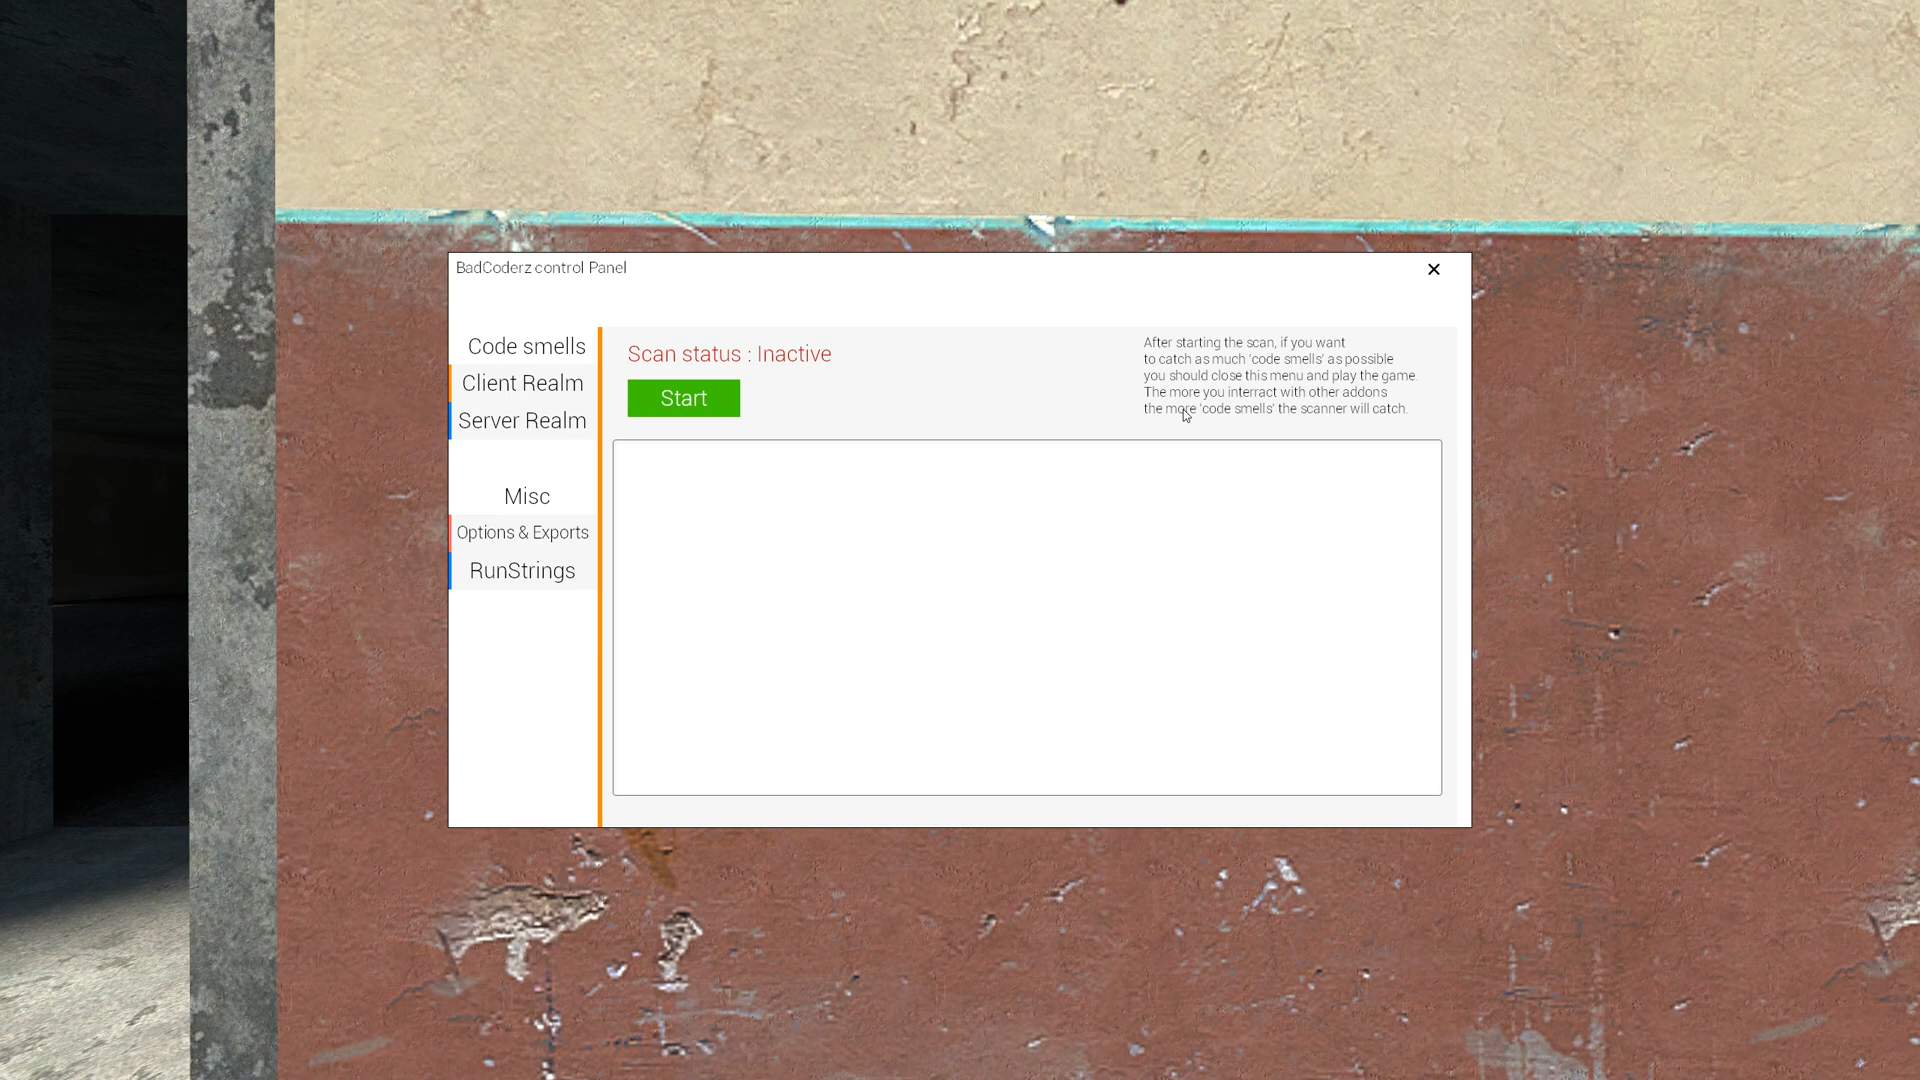 BadCoderz control Panel
Code smells
Client Realm
Server Realm
Misc
Options & Exports
RunStrings
Scan status : Inactive
Start
After starting the scan, if you want
to catch as much 'code smells' as possible
you should close this menu and play the game.
The more you interract with other addons
the more 'code smells' the scanner will catch.